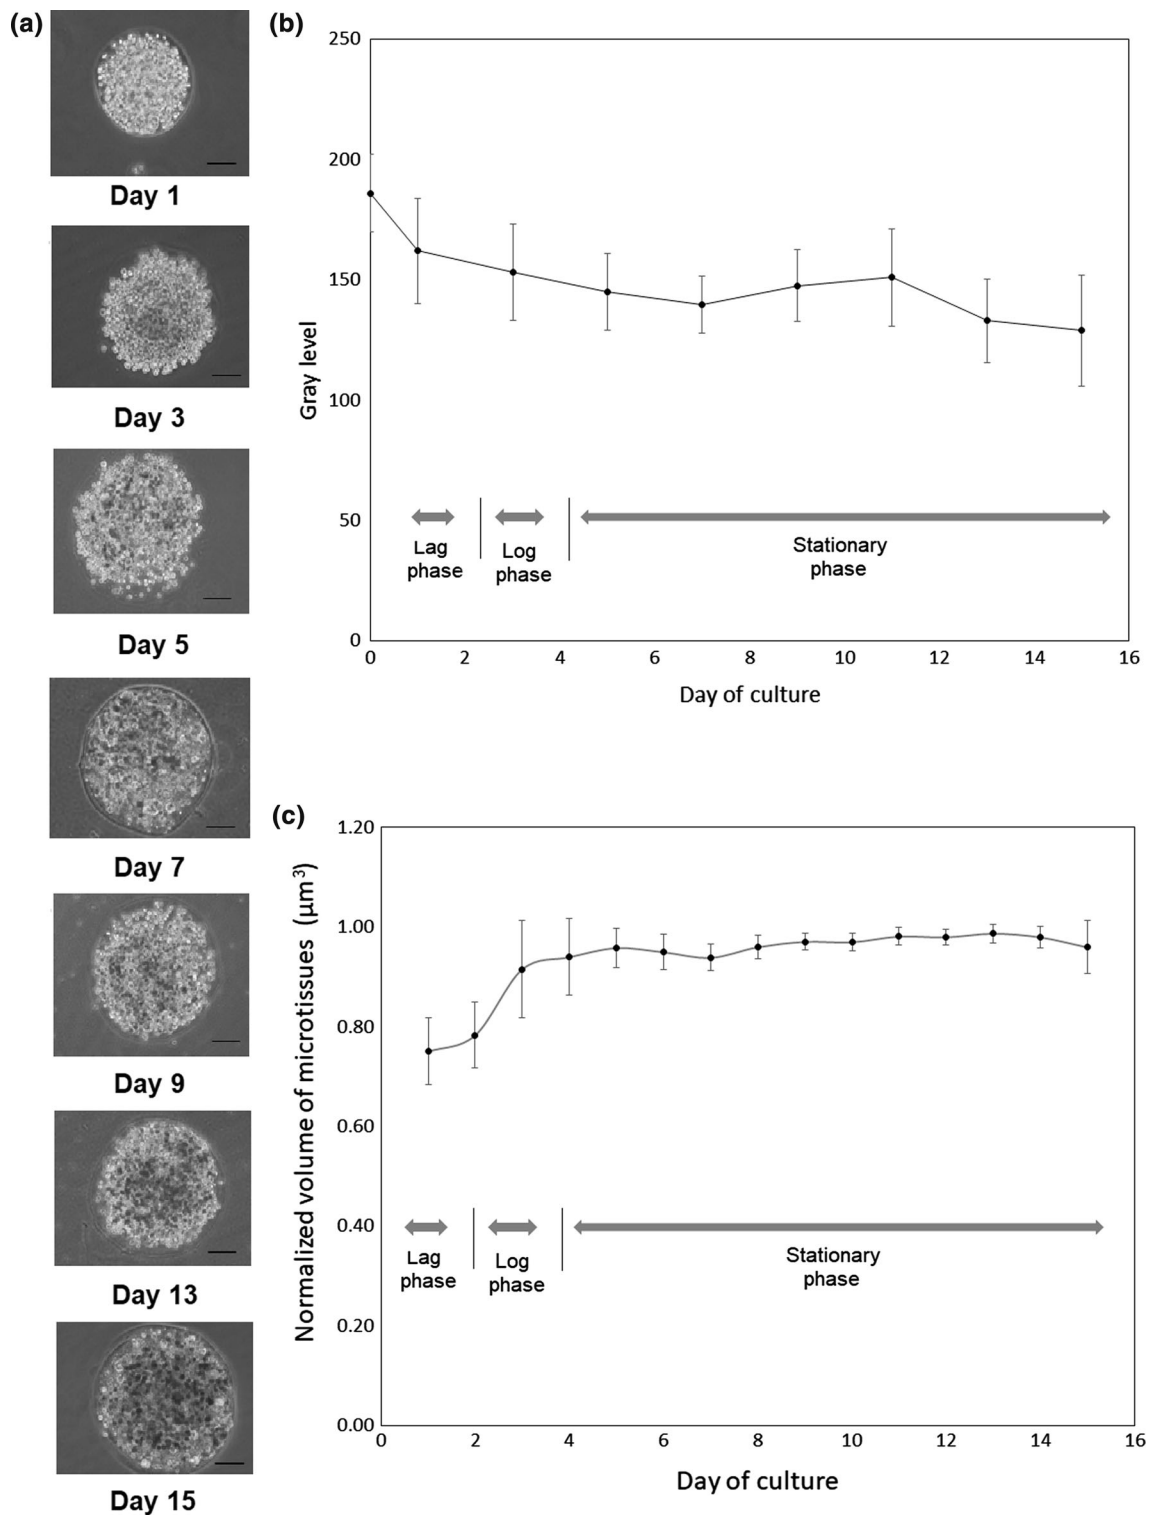 (a)
Day 1
Day 3
Day 5
Day 7
Day 9
Day 13
Day 15
(b)
250
200
150
100
50
0
Gray level
Lag
phase
Log
phase
Stationary
phase
0 2 4 6 8 10 12 14 16
Day of culture
(c)
1.20
1.00
0.80
0.60
0.40
0.20
0.00
Normalized volume of microtissues (µm³)
Lag
phase
Log
phase
Stationary
phase
0 2 4 6 8 10 12 14 16
Day of culture